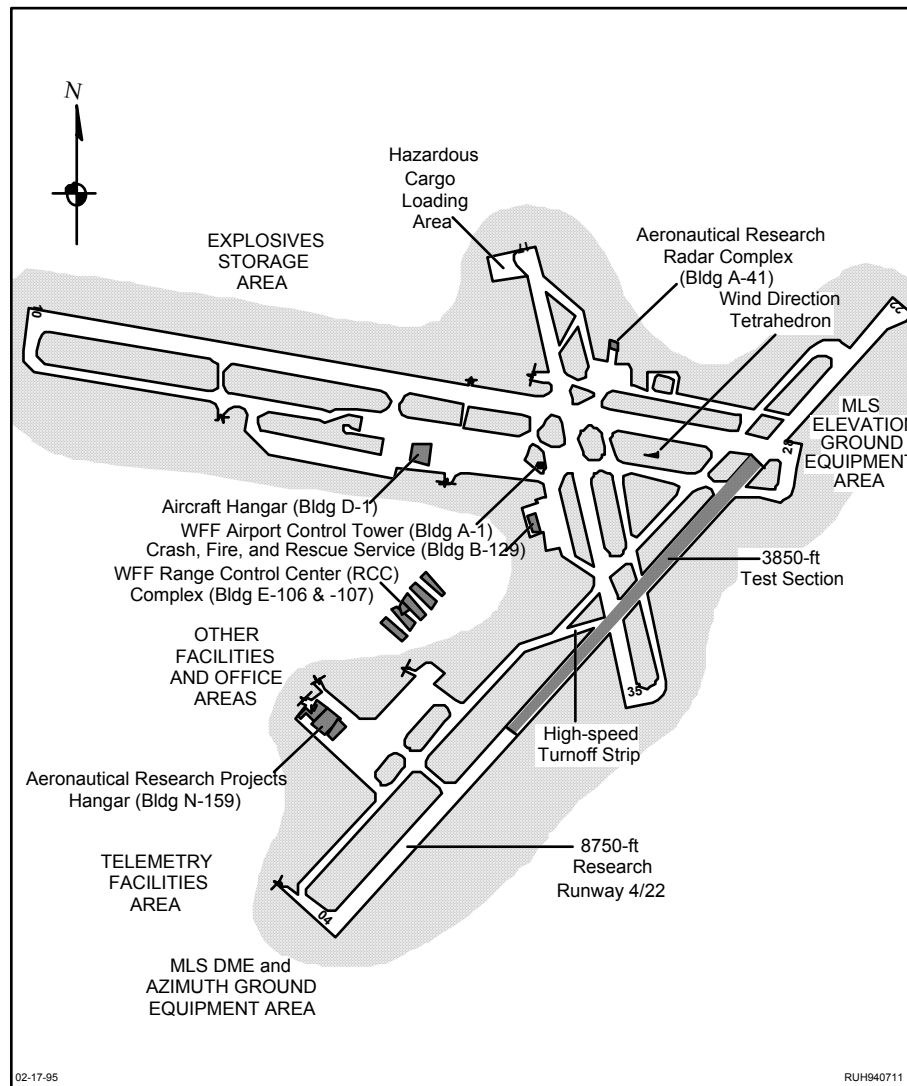 N
Hazardous
Cargo
Loading
Area
EXPLOSIVES
STORAGE
AREA
Aeronautical Research
Radar Complex
(Bldg A-41)
Wind Direction
Tetrahedron
10
17
22
28
MLS
ELEVATION
GROUND
EQUIPMENT
AREA
Aircraft Hangar (Bldg D-1)
WFF Airport Control Tower (Bldg A-1)
Crash, Fire, and Rescue Service (Bldg B-129)
WFF Range Control Center (RCC)
Complex (Bldg E-106 & -107)
3850-ft
Test Section
OTHER
FACILITIES
AND OFFICE
AREAS
35
High-speed
Turnoff Strip
Aeronautical Research Projects
Hangar (Bldg N-159)
8750-ft
Research
Runway 4/22
TELEMETRY
FACILITIES
AREA
04
MLS DME and
AZIMUTH GROUND
EQUIPMENT AREA
02-17-95
RUH940711